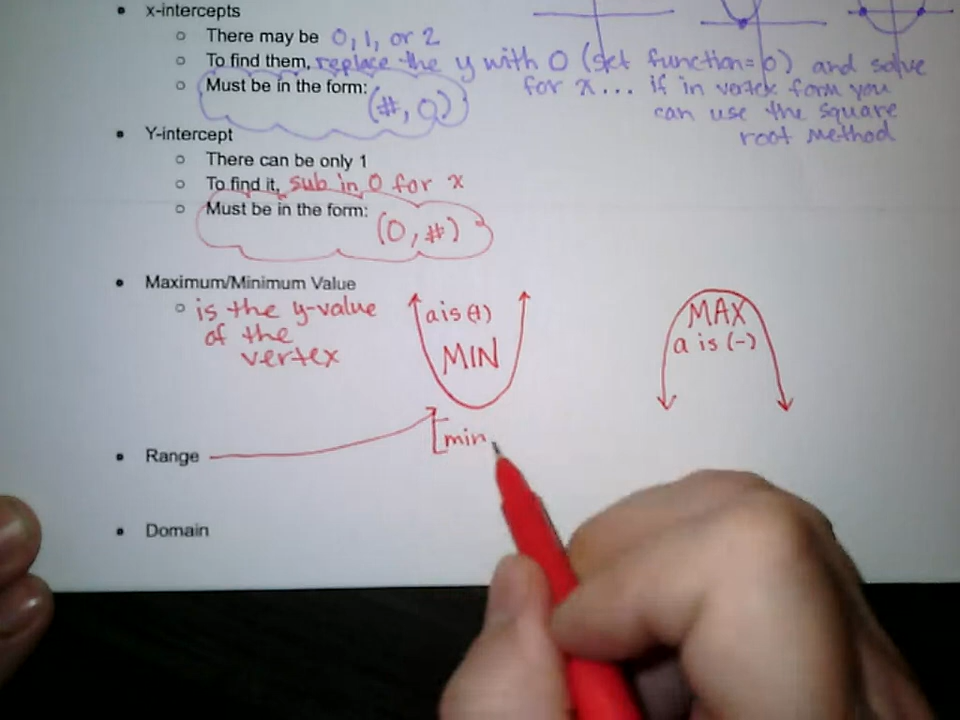 • x-intercepts
○ There may be 0, 1, or 2
○ To find them, replace the y with 0 (set function=0) and solve
for x... if in vertex form you
can use the square
root method
○ Must be in the form: (#, 0)
• Y-intercept
○ There can be only 1
○ To find it, sub in 0 for x
○ Must be in the form: (0, #)
• Maximum/Minimum Value
○ is the y-value
of the
vertex
a is (+)
MIN
MAX
a is (-)
• Range
[min,
• Domain